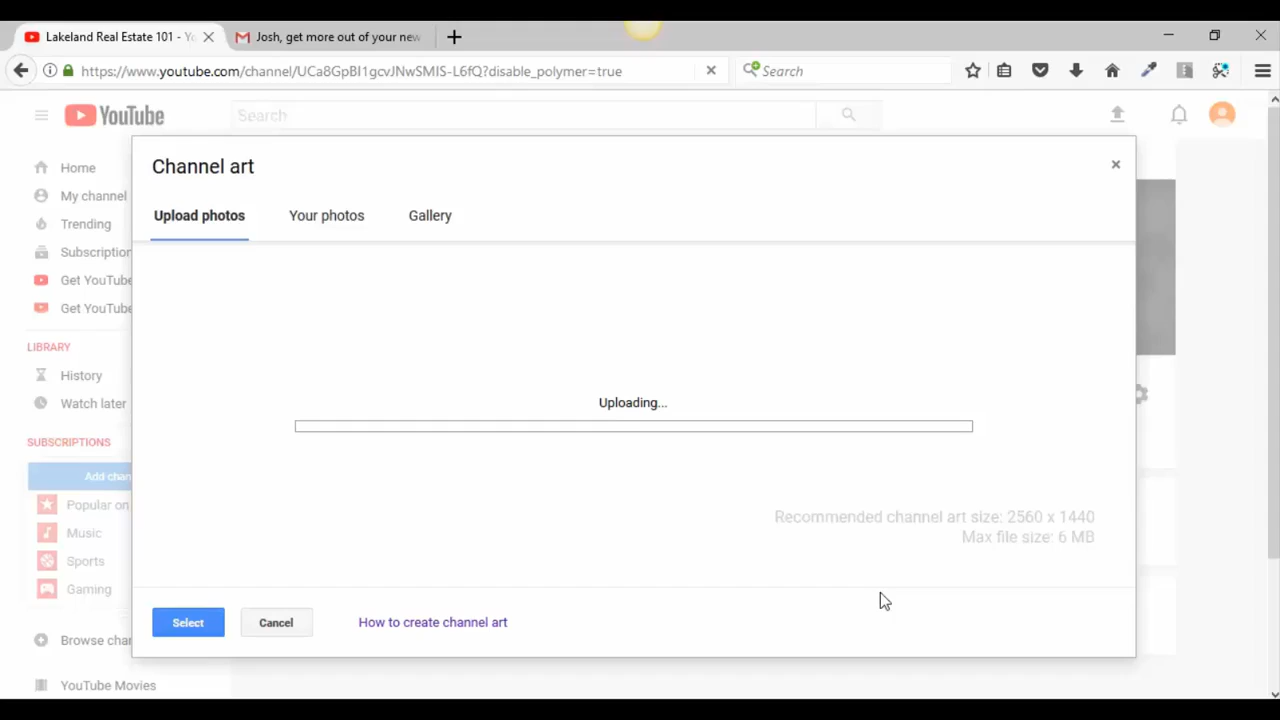 Lakeland Real Estate 101 - Yo
Josh, get more out of your new
https://www.youtube.com/channel/UCa8GpBI1gcvJNwSMIS-L6fQ?disable_polymer=true
Search
YouTube
Search
Channel art
Upload photos
Your photos
Gallery
Home
My channel
Trending
Subscription
Get YouTube
Get YouTube
LIBRARY
History
Watch later
SUBSCRIPTIONS
Add chan
Popular on
Music
Sports
Gaming
Browse chan
YouTube Movies
Uploading...
Recommended channel art size: 2560 x 1440
Max file size: 6 MB
Select
Cancel
How to create channel art